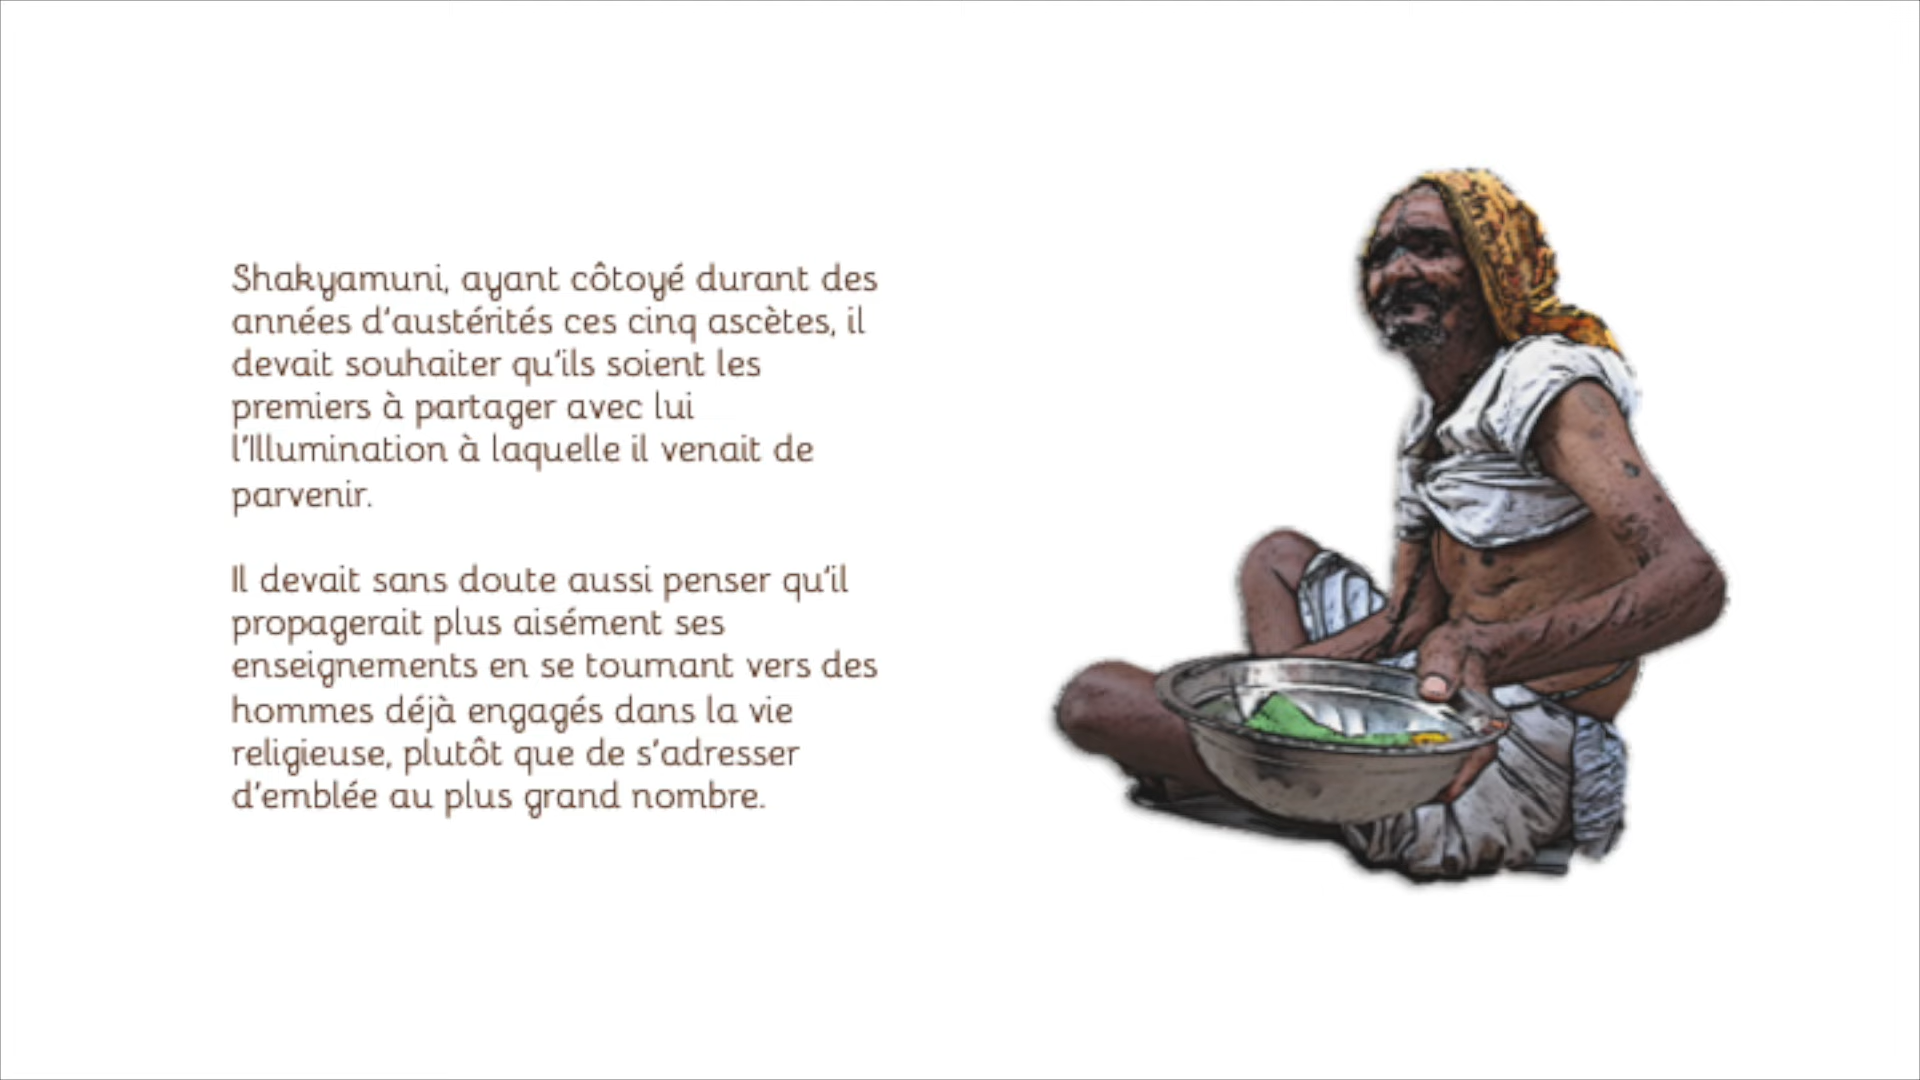 Shakyamuni, ayant côtoyé durant des
années d'austérités ces cinq ascètes, il
devait souhaiter qu'ils soient les
premiers à partager avec lui
l'Illumination à laquelle il venait de
parvenir.
Il devait sans doute aussi penser qu'il
propagerait plus aisément ses
enseignements en se tournant vers des
hommes déjà engagés dans la vie
religieuse, plutôt que de s'adresser
d'emblée au plus grand nombre.